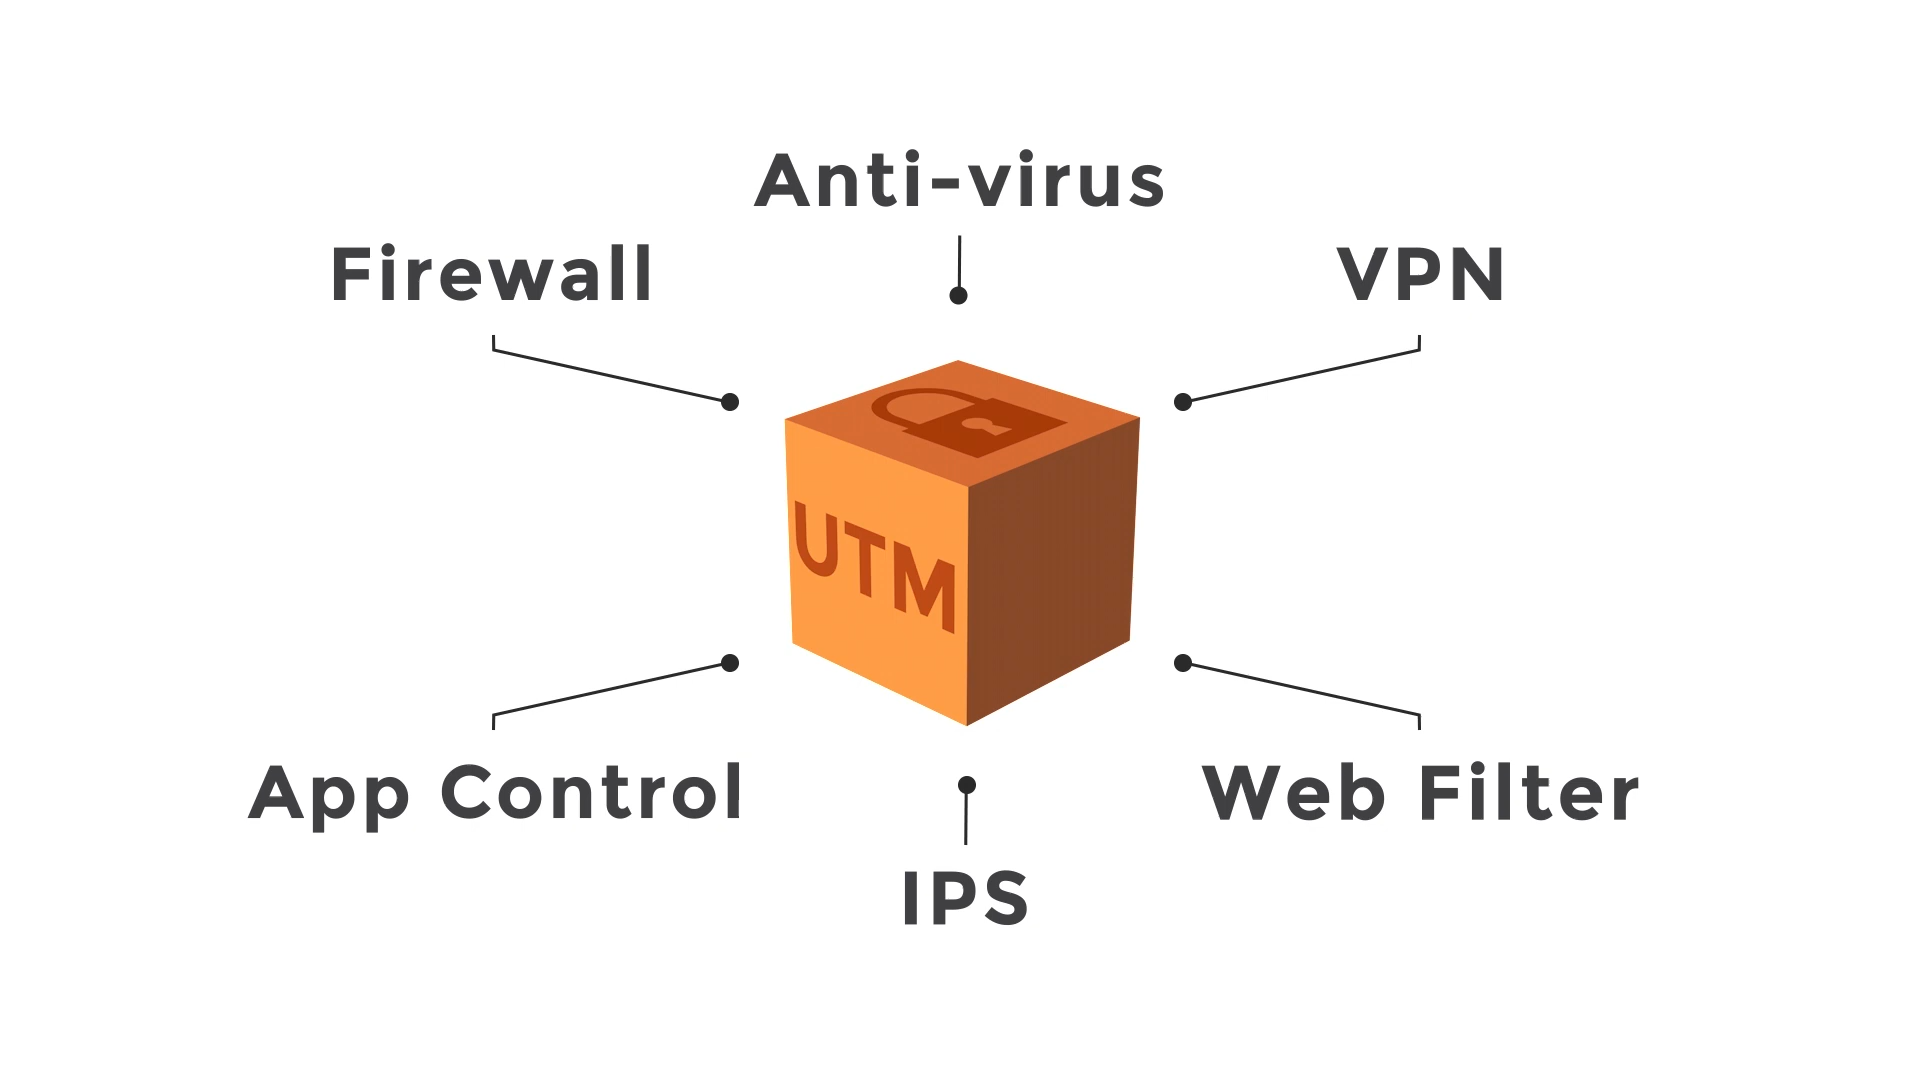 Anti-virus
Firewall
VPN
UTM
App Control
Web Filter
IPS